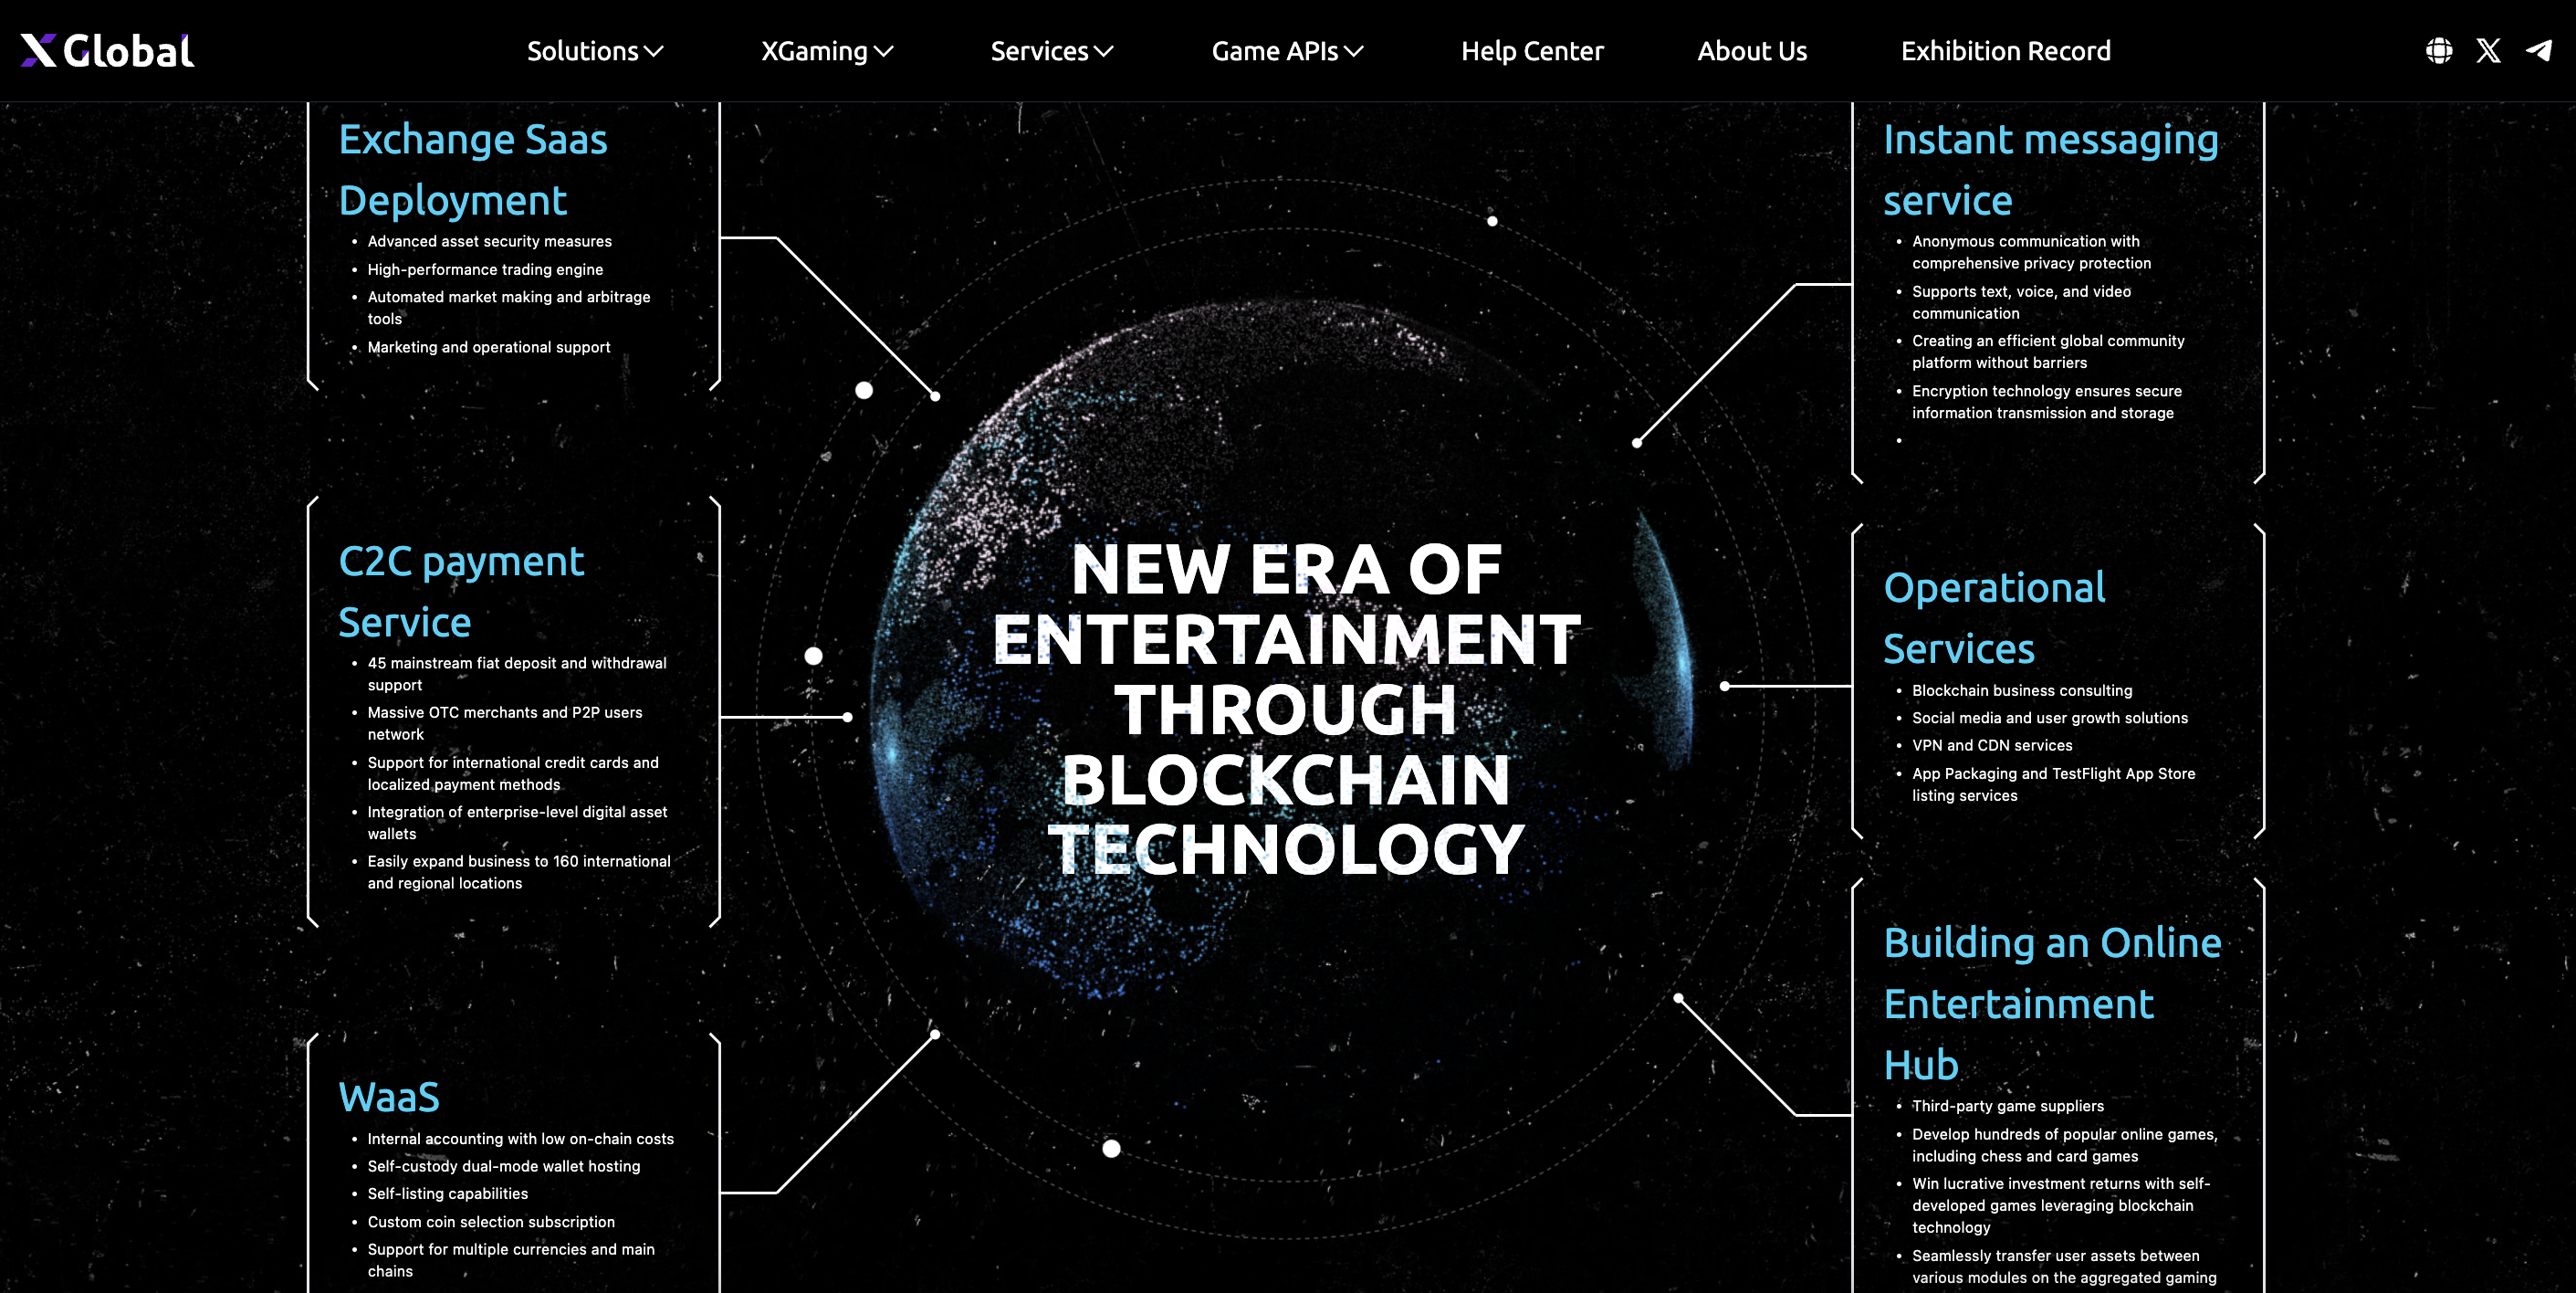 XGlobal
Solutions
XGaming
Services
Game APIs
Help Center
About Us
Exhibition Record
Exchange Saas
Deployment
• Advanced asset security measures
• High-performance trading engine
• Automated market making and arbitrage
tools
• Marketing and operational support
C2C payment
Service
• 45 mainstream fiat deposit and withdrawal
support
• Massive OTC merchants and P2P users
network
• Support for international credit cards and
localized payment methods
• Integration of enterprise-level digital asset
wallets
• Easily expand business to 160 international
and regional locations
WaaS
• Internal accounting with low on-chain costs
• Self-custody dual-mode wallet hosting
• Self-listing capabilities
• Custom coin selection subscription
• Support for multiple currencies and main
chains
NEW ERA OF
ENTERTAINMENT
THROUGH
BLOCKCHAIN
TECHNOLOGY
Instant messaging
service
• Anonymous communication with
comprehensive privacy protection
• Supports text, voice, and video
communication
• Creating an efficient global community
platform without barriers
• Encryption technology ensures secure
information transmission and storage
•
Operational
Services
• Blockchain business consulting
• Social media and user growth solutions
• VPN and CDN services
• App Packaging and TestFlight App Store
listing services
Building an Online
Entertainment
Hub
• Third-party game suppliers
• Develop hundreds of popular online games,
including chess and card games
• Win lucrative investment returns with self-
developed games leveraging blockchain
technology
• Seamlessly transfer user assets between
various modules on the aggregated gaming